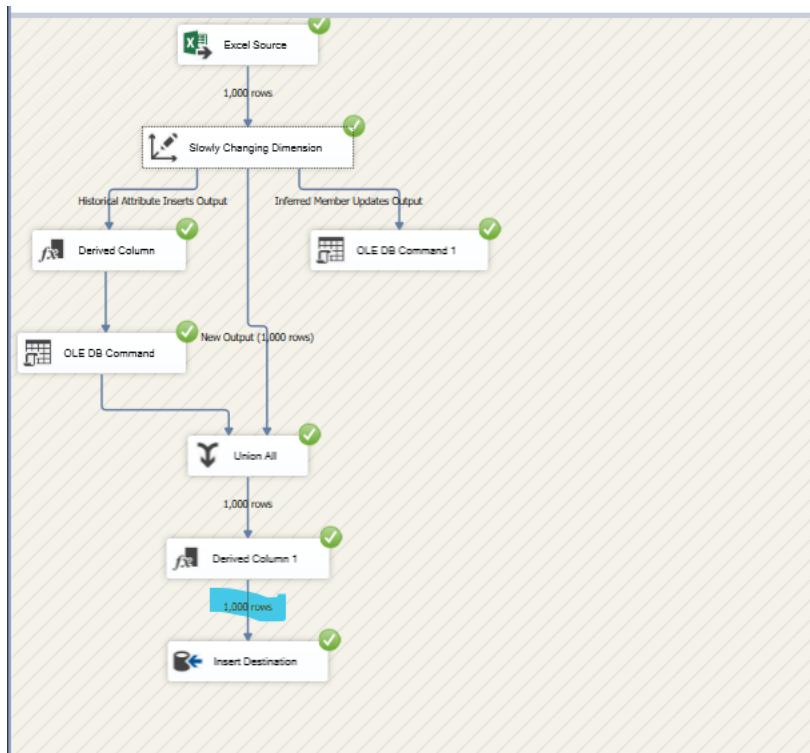 Excel Source
1,000 rows
Slowly Changing Dimension
Historical Attribute Inserts Output
Inferred Member Updates Output
Derived Column
OLE DB Command 1
New Output (1,000 rows)
OLE DB Command
Union All
1,000 rows
Derived Column 1
1,000 rows
Insert Destination